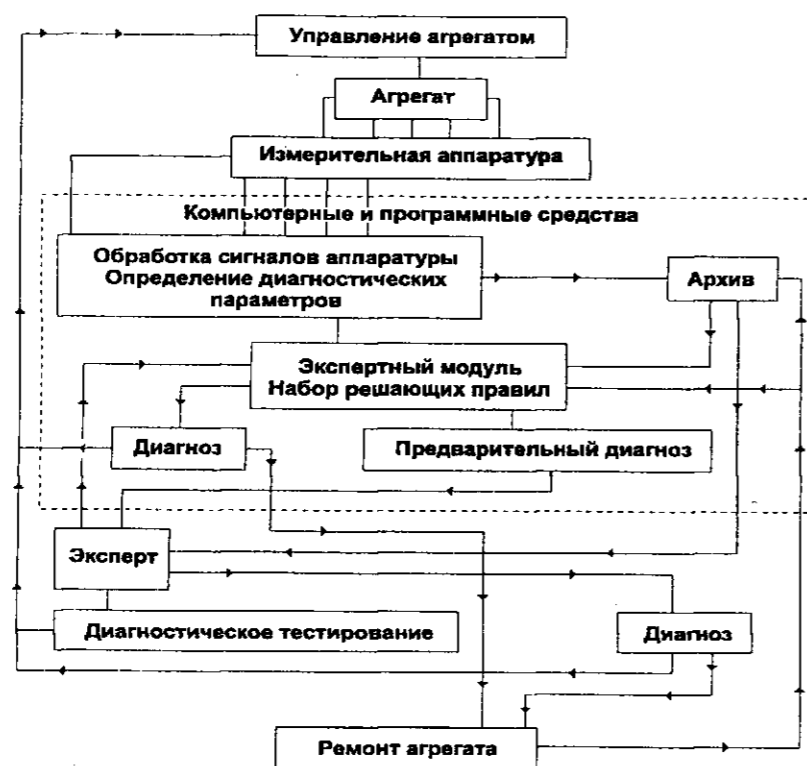 Управление агрегатом
Агрегат
Измерительная аппаратура
Компьютерные и программные средства
Обработка сигналов аппаратуры
Определение диагностических
параметров
Архив
Экспертный модуль
Набор решающих правил
Диагноз
Предварительный диагноз
Эксперт
Диагностическое тестирование
Диагноз
Ремонт агрегата